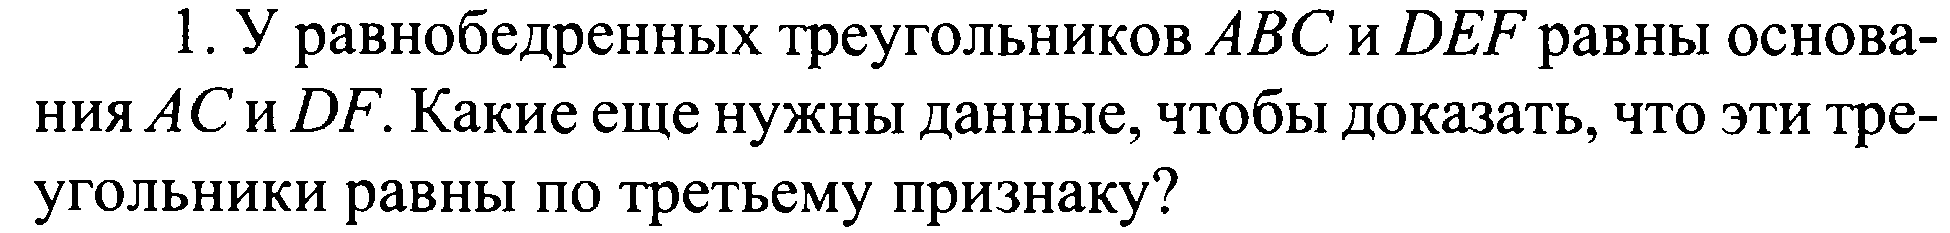 1. У равнобедренных треугольников ABC и DEF равны основа-
ния AC и DF. Какие еще нужны данные, чтобы доказать, что эти тре-
угольники равны по третьему признаку?